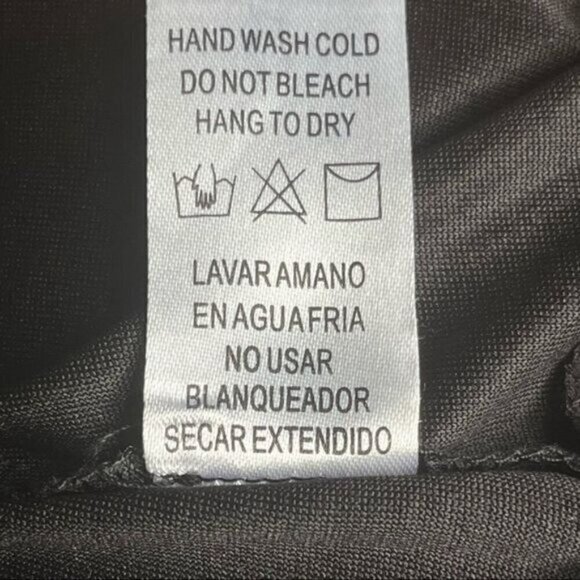 HAND WASH COLD
DO NOT BLEACH
HANG TO DRY
LAVAR AMANO
EN AGUA FRIA
NO USAR
BLANQUEADOR
SECAR EXTENDIDO